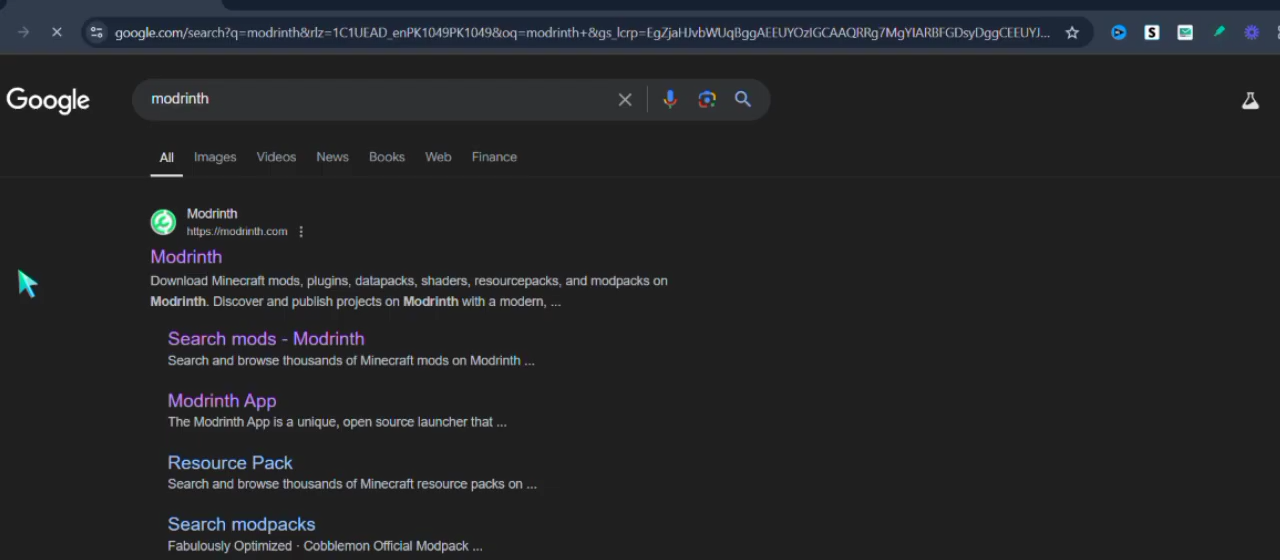 google.com/search?q=modrinth&rlz=1C1UEAD_enPK1049PK1049&oq=modrinth+&gs_lcrp=EgZjaHJvbWUqBggAEEUYOzIGCAAQRRg7MgYIARBFGDsyDggCEEUYJ...
S
Google
modrinth
All Images Videos News Books Web Finance
Modrinth
https://modrinth.com
Modrinth
Download Minecraft mods, plugins, datapacks, shaders, resourcepacks, and modpacks on
Modrinth. Discover and publish projects on Modrinth with a modern, ...
Search mods - Modrinth
Search and browse thousands of Minecraft mods on Modrinth ...
Modrinth App
The Modrinth App is a unique, open source launcher that ...
Resource Pack
Search and browse thousands of Minecraft resource packs on ...
Search modpacks
Fabulously Optimized · Cobblemon Official Modpack ...